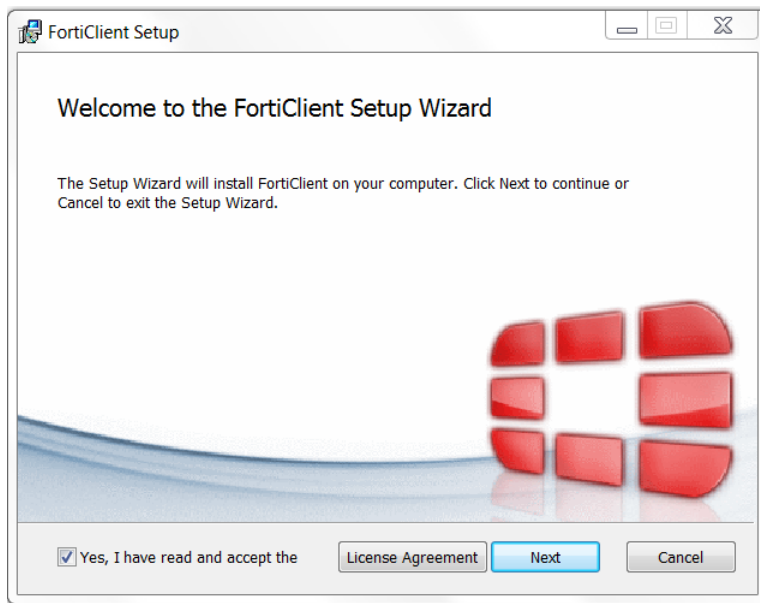 FortiClient Setup
Welcome to the FortiClient Setup Wizard
The Setup Wizard will install FortiClient on your computer. Click Next to continue or
Cancel to exit the Setup Wizard.
Yes, I have read and accept the License Agreement Next Cancel